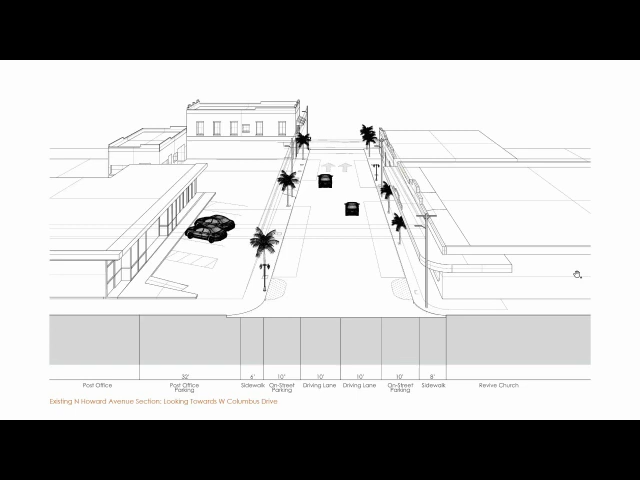 32' 6' 10' 10' 10' 10' 8'
Post Office Post Office Parking Sidewalk On-Street Parking Driving Lane Driving Lane On-Street Parking Sidewalk Revive Church
Existing N Howard Avenue Section: Looking Towards W Columbus Drive